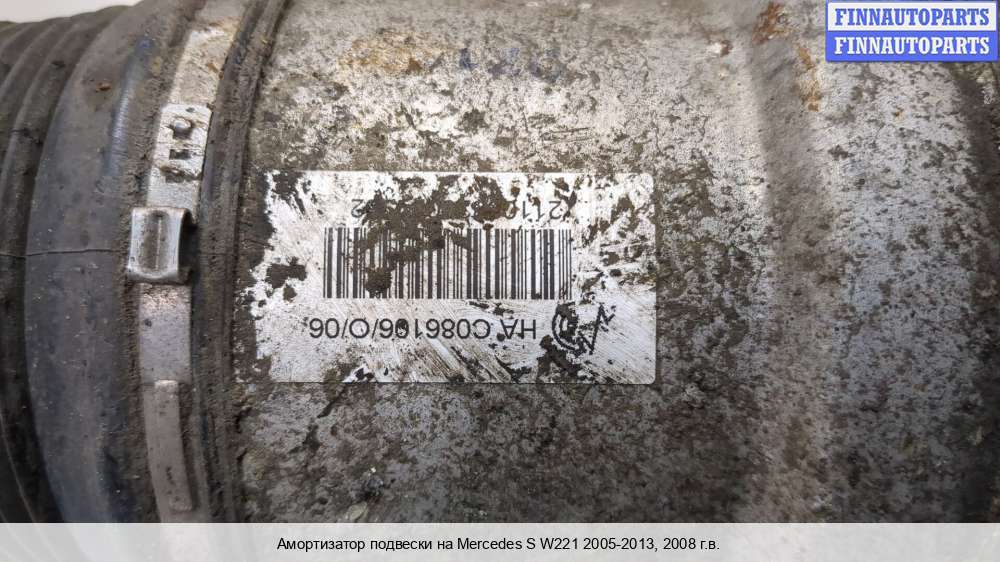 FINNAUTOPARTS
FINNAUTOPARTS
HA C086106/O/06.
Амортизатор подвески на Mercedes S W221 2005-2013, 2008 г.в.